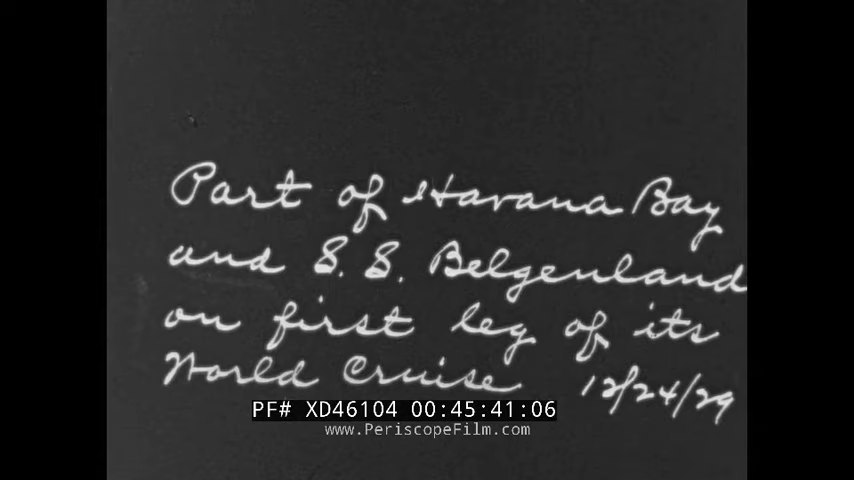 Part of Havana Bay
and S. S. Belgenland
on first leg of its
World Cruise 12/24/29
PF# XD46104 00:45:41:06
www.PeriscopeFilm.com